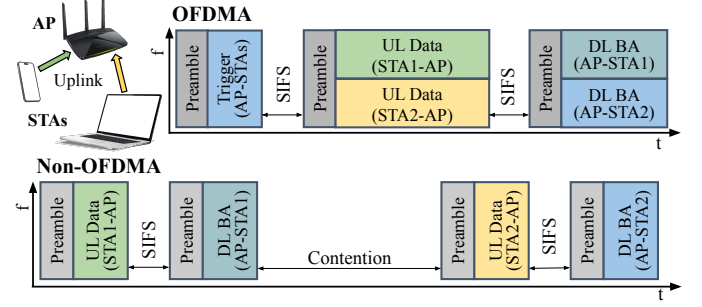 OFDMA
AP
Uplink
STAs
f
Preamble
Trigger
(AP-STAs)
SIFS
Preamble
UL Data
(STA1-AP)
UL Data
(STA2-AP)
SIFS
Preamble
DL BA
(AP-STA1)
DL BA
(AP-STA2)
t
Non-OFDMA
f
Preamble
UL Data
(STA1-AP)
SIFS
Preamble
DL BA
(AP-STA1)
Contention
Preamble
UL Data
(STA2-AP)
SIFS
Preamble
DL BA
(AP-STA2)
t